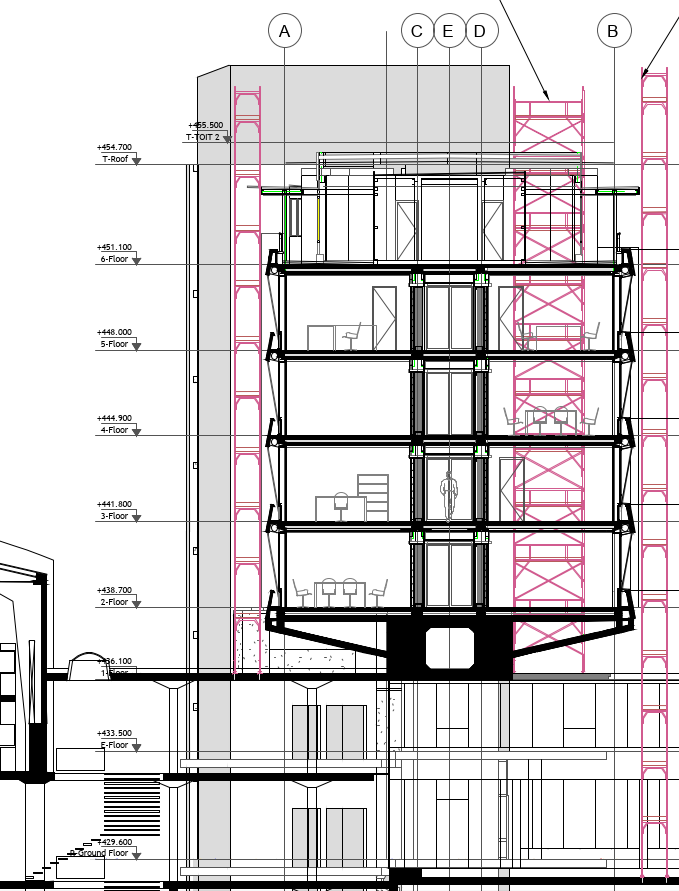 A C E D B
+455.500
T-TOIT 2
+454.700
T-Roof
+451.100
6-Floor
+448.000
5-Floor
+444.900
4-Floor
+441.800
3-Floor
+438.700
2-Floor
+436.100
1-Floor
+433.500
E-Floor
+429.600
R-Ground Floor